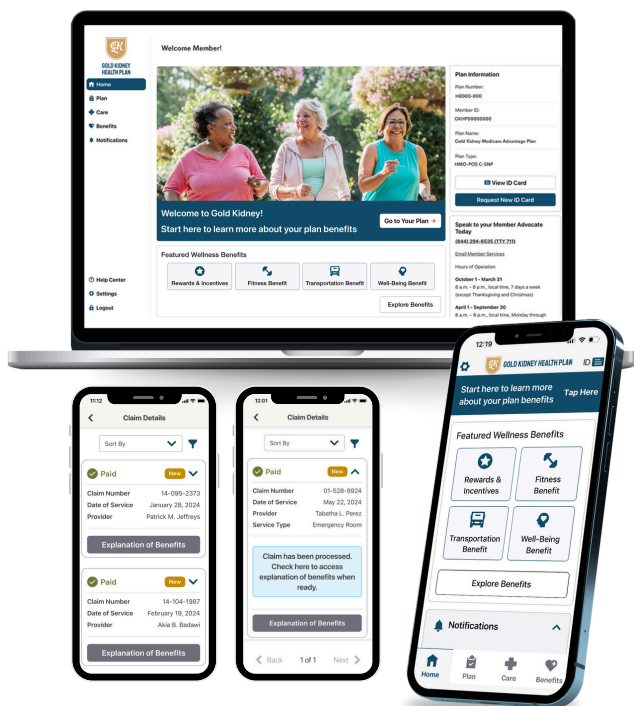 GK
GOLD KIDNEY
HEALTH PLAN
Home
Plan
Care
Benefits
Notifications
Help Center
Settings
Logout
Welcome Member!
Welcome to Gold Kidney!
Start here to learn more about your plan benefits
Go to Your Plan →
Featured Wellness Benefits
Rewards & Incentives
Fitness Benefit
Transportation Benefit
Well-Being Benefit
Explore Benefits
Plan Information
Plan Number:
H0000-000
Member ID:
GKHP00000000
Plan Name:
Gold Kidney Medicare Advantage Plan
Plan Type:
HMO-POS C-SNP
View ID Card
Request New ID Card
Speak to your Member Advocate
Today
(844) 294-6535 (TTY 711)
Email Member Services
Hours of Operation
October 1 - March 31
8 a.m. - 8 p.m., local time, 7 days a week
(except Thanksgiving and Christmas)
April 1 - September 30
8 a.m. - 8 p.m., local time, Monday through
11:12
Claim Details
Sort By
Paid New
Claim Number 14-095-2373
Date of Service January 28, 2024
Provider Patrick M. Jeffreys
Explanation of Benefits
Paid New
Claim Number 14-104-1987
Date of Service February 19, 2024
Provider Akia B. Badawi
Explanation of Benefits
12:01
Claim Details
Sort By
Paid New
Claim Number 01-528-9924
Date of Service May 22, 2024
Provider Tabatha L. Perez
Service Type Emergency Room
Claim has been processed.
Check here to access
explanation of benefits when
ready.
Explanation of Benefits
Back 1 of 1 Next
12:19
GK GOLD KIDNEY HEALTH PLAN ID
Start here to learn more
about your plan benefits
Tap Here
Featured Wellness Benefits
Rewards &
Incentives
Fitness
Benefit
Transportation
Benefit
Well-Being
Benefit
Explore Benefits
Notifications
Home Plan Care Benefits